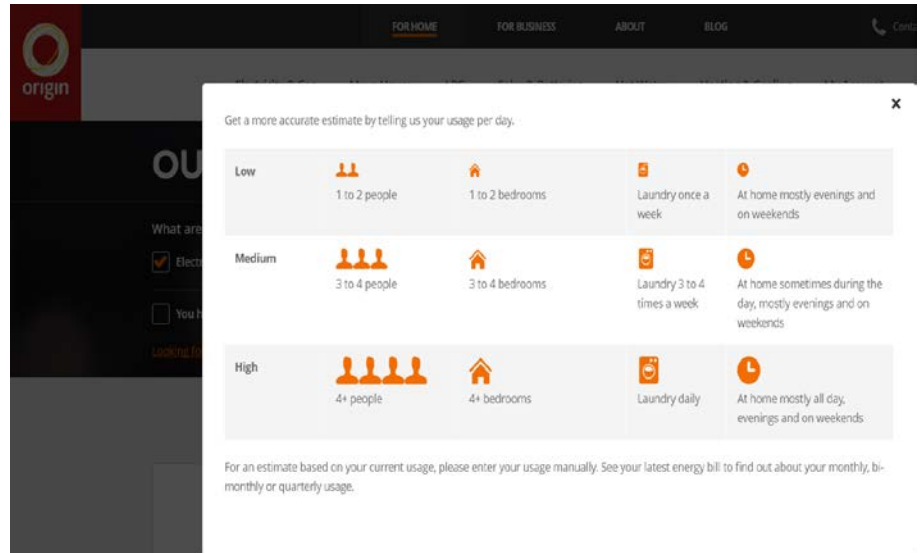 FOR HOME FOR BUSINESS ABOUT BLOG
origin
Get a more accurate estimate by telling us your usage per day.
OU
Low
1 to 2 people
1 to 2 bedrooms
Laundry once a
week
At home mostly evenings and
on weekends
What are
Medium
3 to 4 people
3 to 4 bedrooms
Laundry 3 to 4
times a week
At home sometimes during the
day, mostly evenings and on
weekends
Electr
You h
Looking fo
High
4+ people
4+ bedrooms
Laundry daily
At home mostly all day,
evenings and on weekends
For an estimate based on your current usage, please enter your usage manually. See your latest energy bill to find out about your monthly, bi-
monthly or quarterly usage.